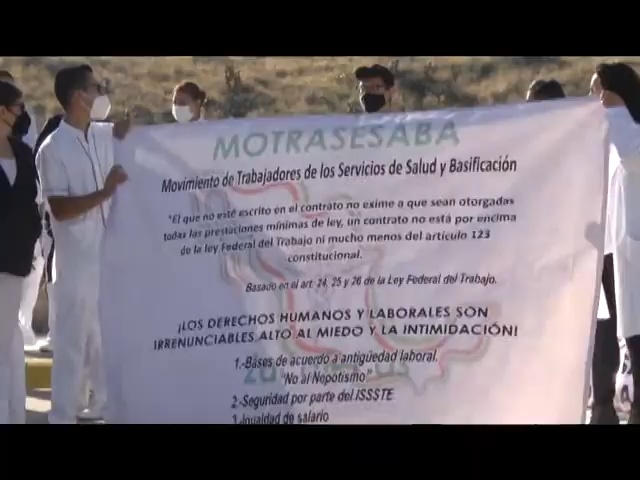 MOTRASESABA
Movimiento de Trabajadores de los Servicios de Salud y Basificación
"El que no esté escrito en el contrato no exime a que sean otorgadas
todas las prestaciones mínimas de ley, un contrato no está por encima
de la ley Federal del Trabajo ni mucho menos del artículo 123
constitucional.
Basado en el art 24, 25 y 26 de la Ley Federal del Trabajo.
¡LOS DERECHOS HUMANOS Y LABORALES SON
IRRENUNCIABLES ALTO AL MIEDO Y LA INTIMIDACIÓN!
1.-Bases de acuerdo a antigüedad laboral.
"No al Nepotismo"
2.-Seguridad por parte del ISSSTE
3.-Igualdad de salario